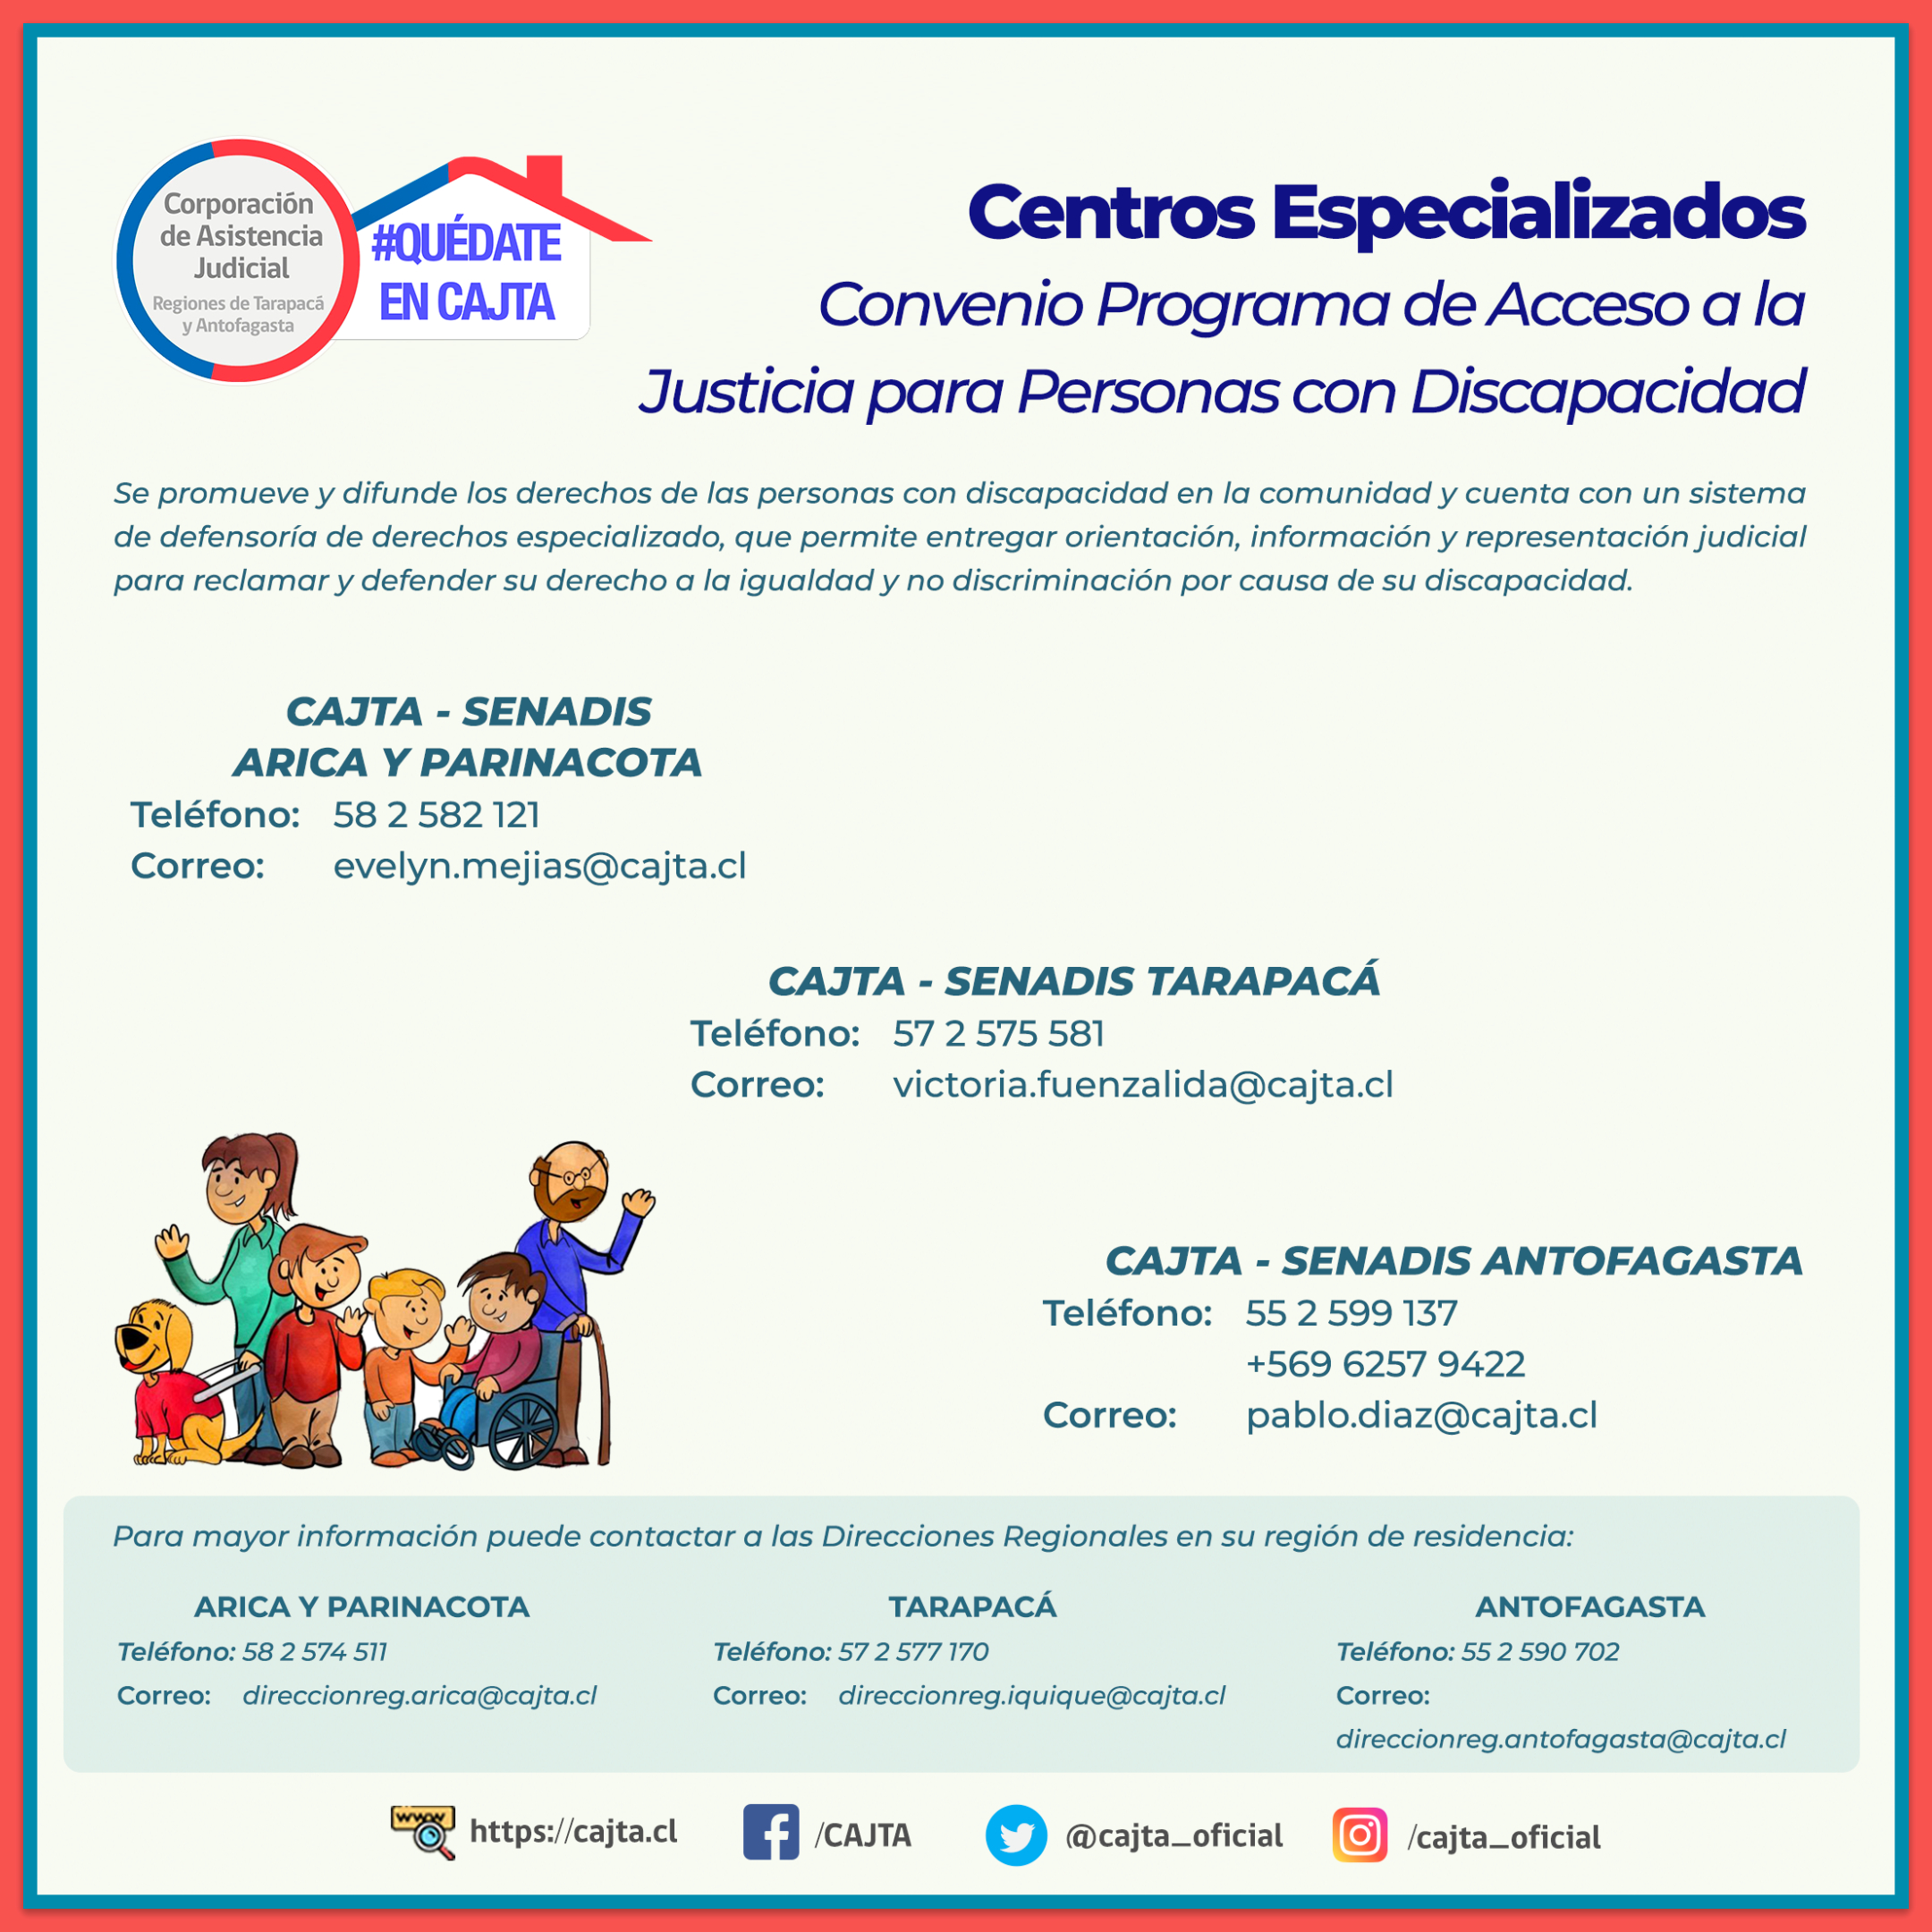 Corporación
de Asistencia
Judicial
Regiones de Tarapacá
y Antofagasta
#QUÉDATE
EN CAJTA
Centros Especializados
Convenio Programa de Acceso a la
Justicia para Personas con Discapacidad
Se promueve y difunde los derechos de las personas con discapacidad en la comunidad y cuenta con un sistema
de defensoría de derechos especializado, que permite entregar orientación, información y representación judicial
para reclamar y defender su derecho a la igualdad y no discriminación por causa de su discapacidad.
CAJTA - SENADIS
ARICA Y PARINACOTA
Teléfono: 58 2 582 121
Correo: evelyn.mejias@cajta.cl
CAJTA - SENADIS TARAPACÁ
Teléfono: 57 2 575 581
Correo: victoria.fuenzalida@cajta.cl
CAJTA - SENADIS ANTOFAGASTA
Teléfono: 55 2 599 137
+569 6257 9422
Correo: pablo.diaz@cajta.cl
Para mayor información puede contactar a las Direcciones Regionales en su región de residencia:
ARICA Y PARINACOTA
Teléfono: 58 2 574 511
Correo: direccionreg.arica@cajta.cl
TARAPACÁ
Teléfono: 57 2 577 170
Correo: direccionreg.iquique@cajta.cl
ANTOFAGASTA
Teléfono: 55 2 590 702
Correo:
direccionreg.antofagasta@cajta.cl
www https://cajta.cl
/CAJTA
@cajta_oficial
/cajta_oficial